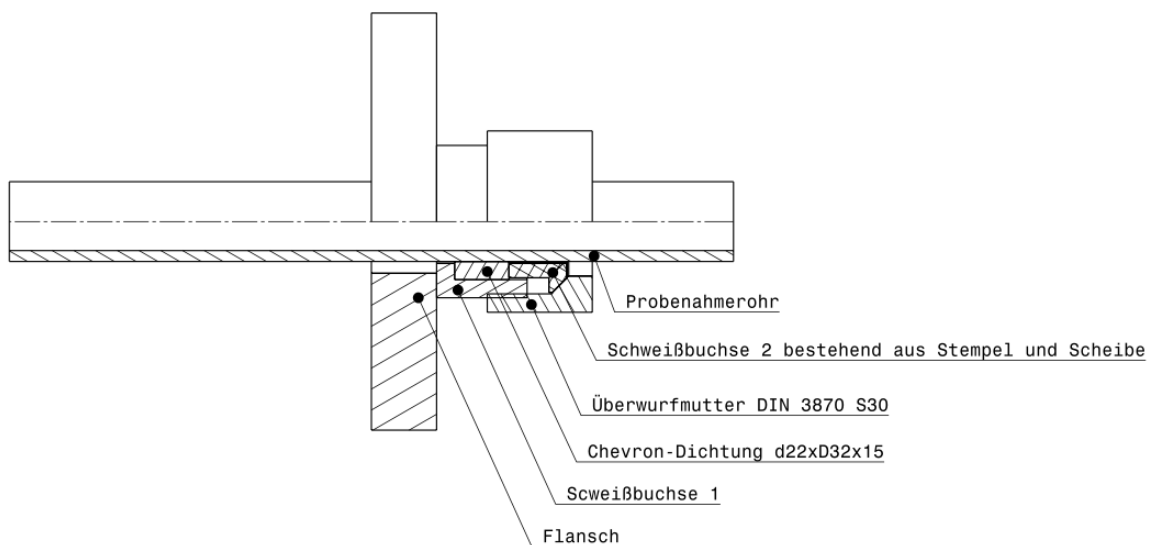 Probenahmerohr
Schweißbuchse 2 bestehend aus Stempel und Scheibe
Überwurfmutter DIN 3870 S30
Chevron-Dichtung d22xD32x15
Scweißbuchse 1
Flansch